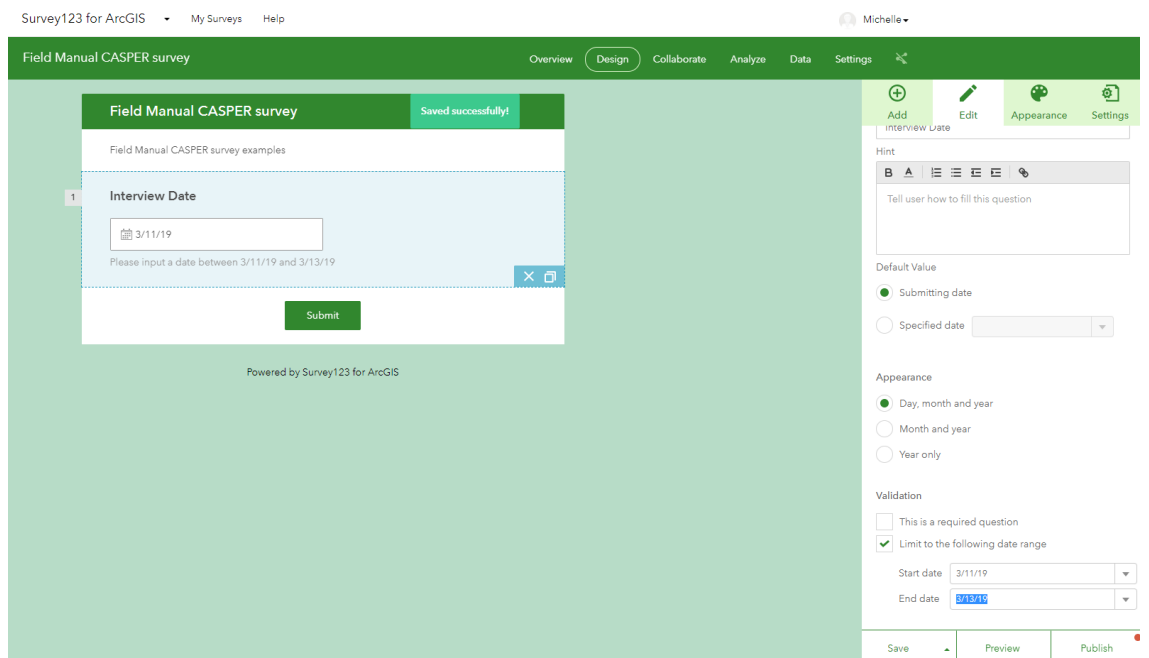 Survey123 for ArcGIS My Surveys Help Michelle
Field Manual CASPER survey Overview Design Collaborate Analyze Data Settings
Field Manual CASPER survey Saved successfully!
Field Manual CASPER survey examples
1 Interview Date
3/11/19
Please input a date between 3/11/19 and 3/13/19
Submit
Powered by Survey123 for ArcGIS
Add Edit Appearance Settings
Interview Date
Hint
B A
Tell user how to fill this question
Default Value
Submitting date
Specified date
Appearance
Day, month and year
Month and year
Year only
Validation
This is a required question
Limit to the following date range
Start date 3/11/19
End date 3/13/19
Save Preview Publish